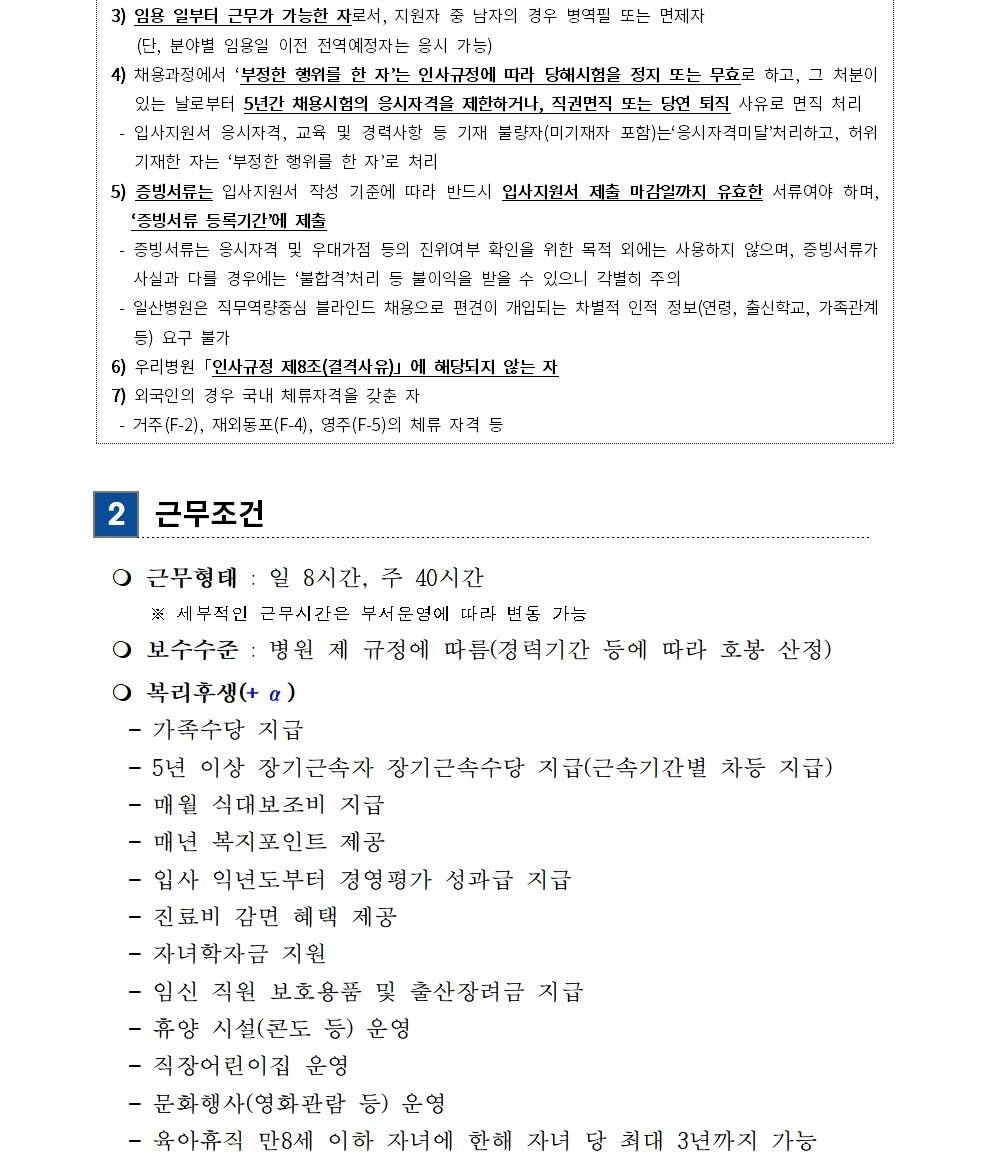 3) 임용 일부터 근무가 가능한 자로서, 지원자 중 남자의 경우 병역필 또는 면제자
(단, 분야별 임용일 이전 전역예정자는 응시 가능)
4) 채용과정에서 ‘부정한 행위를 한 자’는 인사규정에 따라 당해시험을 정지 또는 무효로 하고, 그 처분이
있는 날로부터 5년간 채용시험의 응시자격을 제한하거나, 직권면직 또는 당연 퇴직 사유로 면직 처리
- 입사지원서 응시자격, 교육 및 경력사항 등 기재 불량자(미기재자 포함)는‘응시자격미달’처리하고, 허위
기재한 자는 ‘부정한 행위를 한 자’로 처리
5) 증빙서류는 입사지원서 작성 기준에 따라 반드시 입사지원서 제출 마감일까지 유효한 서류여야 하며,
‘증빙서류 등록기간’에 제출
- 증빙서류는 응시자격 및 우대가점 등의 진위여부 확인을 위한 목적 외에는 사용하지 않으며, 증빙서류가
사실과 다를 경우에는 ‘불합격’처리 등 불이익을 받을 수 있으니 각별히 주의
- 일산병원은 직무역량중심 블라인드 채용으로 편견이 개입되는 차별적 인적 정보(연령, 출신학교, 가족관계
등) 요구 불가
6) 우리병원「인사규정 제8조(결격사유)」에 해당되지 않는 자
7) 외국인의 경우 국내 체류자격을 갖춘 자
- 거주(F-2), 재외동포(F-4), 영주(F-5)의 체류 자격 등
2 근무조건
❍ 근무형태 : 일 8시간, 주 40시간
※ 세부적인 근무시간은 부서운영에 따라 변동 가능
❍ 보수수준 : 병원 제 규정에 따름(경력기간 등에 따라 호봉 산정)
❍ 복리후생(+ α)
- 가족수당 지급
- 5년 이상 장기근속자 장기근속수당 지급(근속기간별 차등 지급)
- 매월 식대보조비 지급
- 매년 복지포인트 제공
- 입사 익년도부터 경영평가 성과급 지급
- 진료비 감면 혜택 제공
- 자녀학자금 지원
- 임신 직원 보호용품 및 출산장려금 지급
- 휴양 시설(콘도 등) 운영
- 직장어린이집 운영
- 문화행사(영화관람 등) 운영
- 육아휴직 만8세 이하 자녀에 한해 자녀 당 최대 3년까지 가능